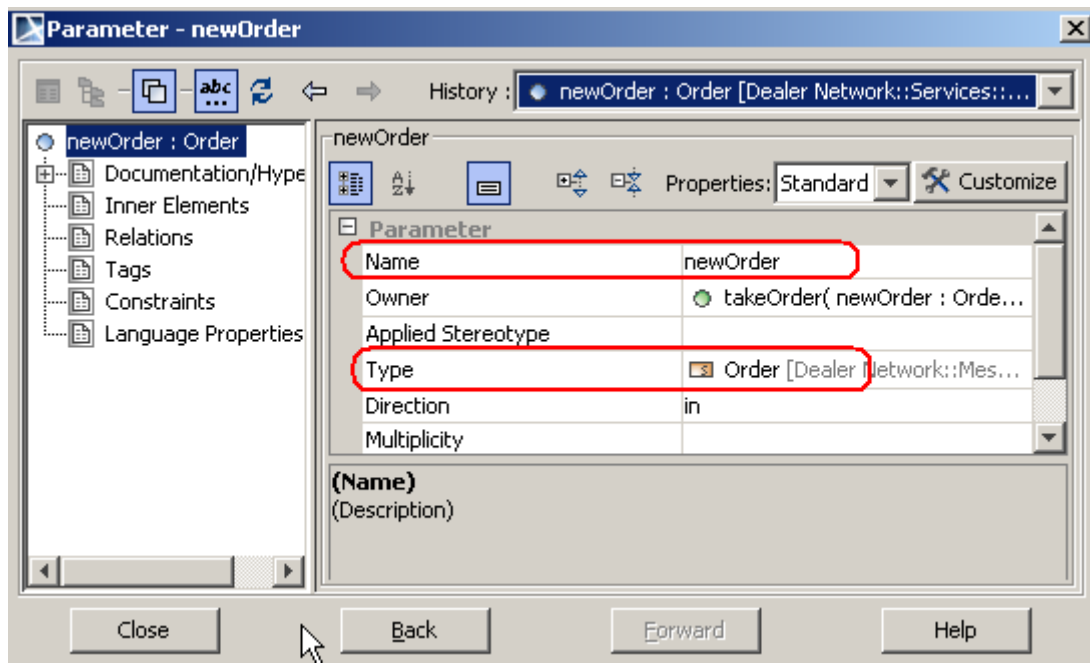 Parameter - newOrder
abc
History : newOrder : Order [Dealer Network::Services::...
newOrder : Order
Documentation/Hype
Inner Elements
Relations
Tags
Constraints
Language Properties
newOrder
Properties: Standard Customize
Parameter
Name newOrder
Owner takeOrder( newOrder : Orde...
Applied Stereotype
Type Order [Dealer Network::Mes...
Direction in
Multiplicity
(Name)
(Description)
Close Back Forward Help